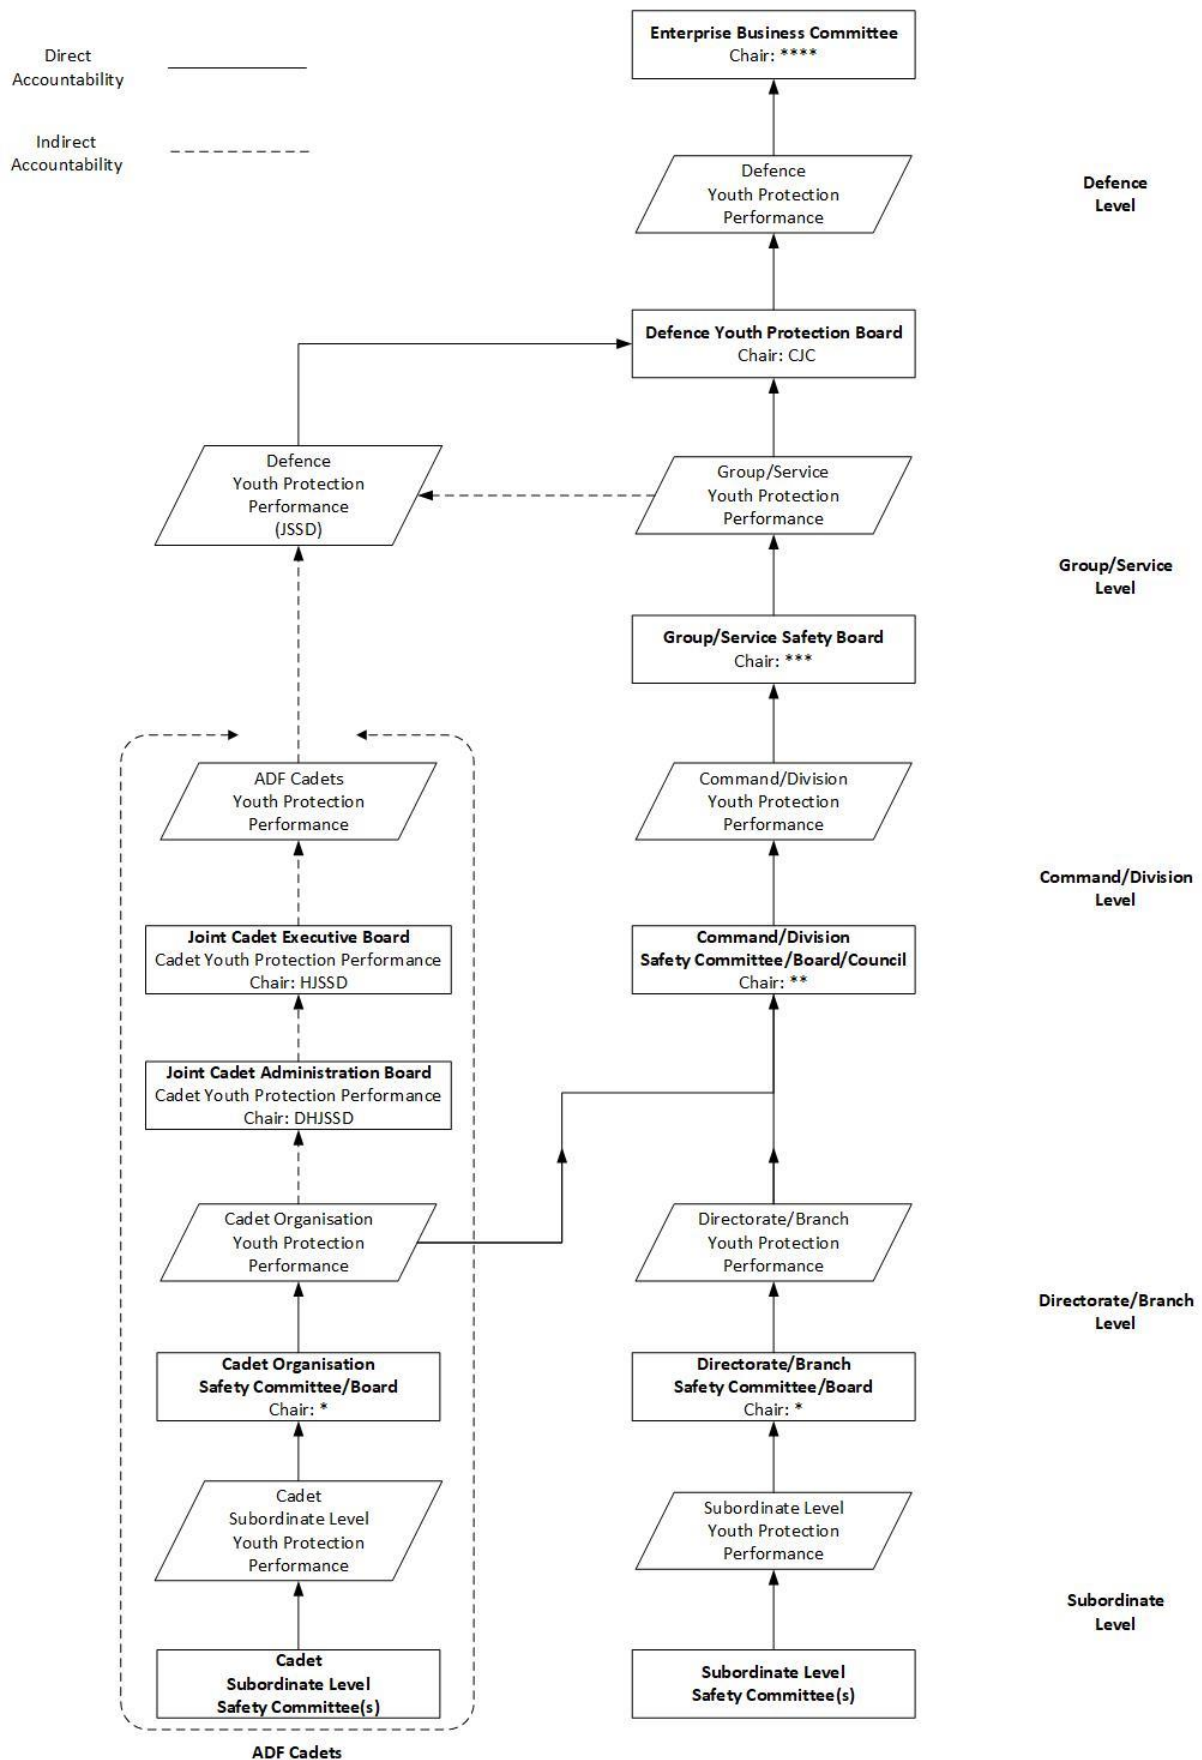 Enterprise Business Committee
Chair: ****
Direct
Accountability
Indirect
Accountability
Defence
Youth Protection
Performance
Defence
Level
Defence Youth Protection Board
Chair: CJC
Defence
Youth Protection
Performance
(JSSD)
Group/Service
Youth Protection
Performance
Group/Service
Level
Group/Service Safety Board
Chair: ***
ADF Cadets
Youth Protection
Performance
Command/Division
Youth Protection
Performance
Command/Division
Level
Joint Cadet Executive Board
Cadet Youth Protection Performance
Chair: HJSSD
Command/Division
Safety Committee/Board/Council
Chair: **
Joint Cadet Administration Board
Cadet Youth Protection Performance
Chair: DHJSSD
Cadet Organisation
Youth Protection
Performance
Directorate/Branch
Youth Protection
Performance
Directorate/Branch
Level
Cadet Organisation
Safety Committee/Board
Chair: *
Directorate/Branch
Safety Committee/Board
Chair: *
Cadet
Subordinate Level
Youth Protection
Performance
Subordinate Level
Youth Protection
Performance
Subordinate
Level
Cadet
Subordinate Level
Safety Committee(s)
Subordinate Level
Safety Committee(s)
ADF Cadets